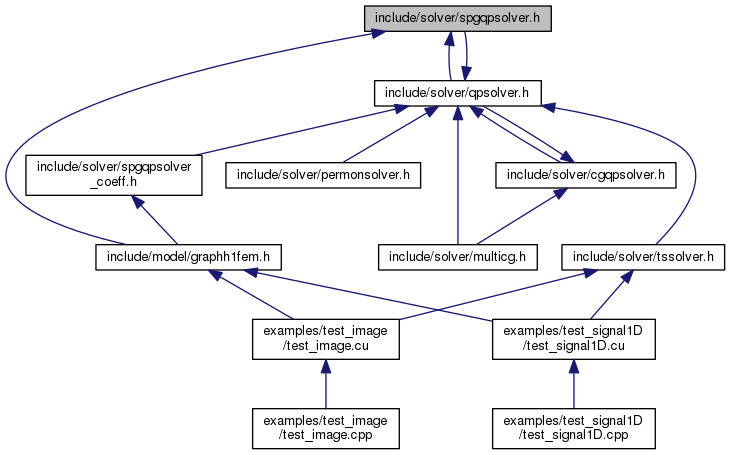 include/solver/spgqpsolver.h
include/solver/qpsolver.h
include/solver/spgqpsolver
_coeff.h
include/solver/permonsolver.h
include/solver/cgqpsolver.h
include/model/graphh1fem.h
include/solver/multicg.h
include/solver/tssolver.h
examples/test_image
/test_image.cu
examples/test_signal1D
/test_signal1D.cu
examples/test_image
/test_image.cpp
examples/test_signal1D
/test_signal1D.cpp